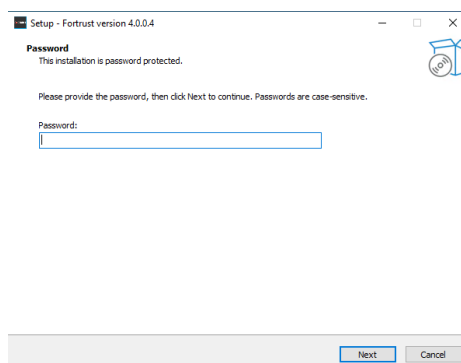 Setup - Fortrust version 4.0.0.4
Password
This installation is password protected.
Please provide the password, then click Next to continue. Passwords are case-sensitive.
Password:
Next
Cancel